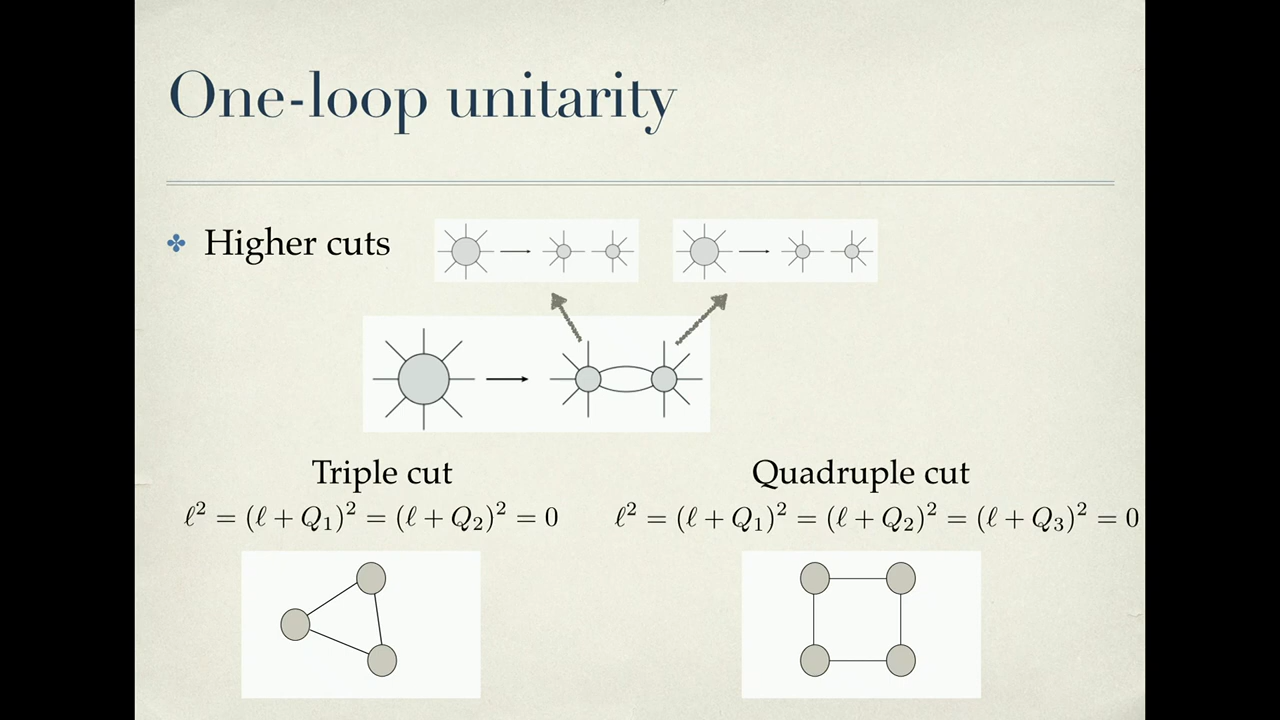 One-loop unitarity
Higher cuts
Triple cut
ℓ² = (ℓ + Q₁)² = (ℓ + Q₂)² = 0
Quadruple cut
ℓ² = (ℓ + Q₁)² = (ℓ + Q₂)² = (ℓ + Q₃)² = 0